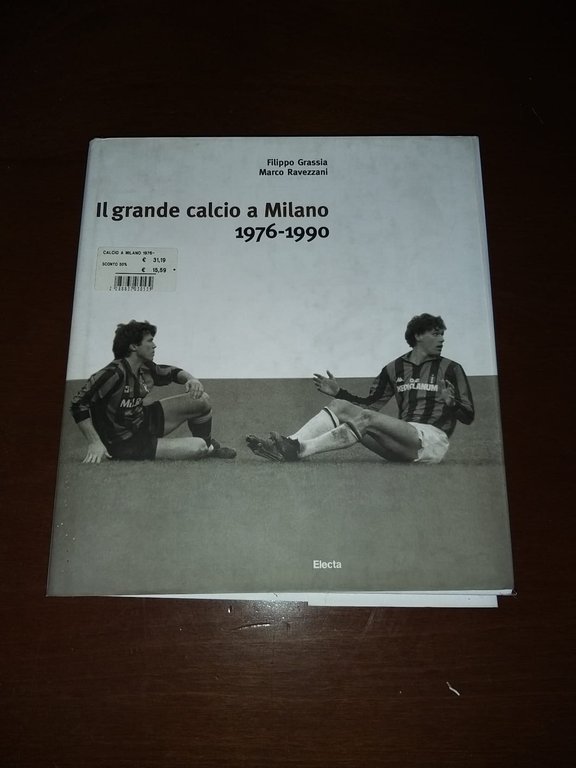 Filippo Grassia
Marco Ravezzani
Il grande calcio a Milano
1976-1990
CALCIO A MILANO 1976-
€ 31,19
SCONTO 50%
€ 15,59 *
MEDIOLANUM
Electa